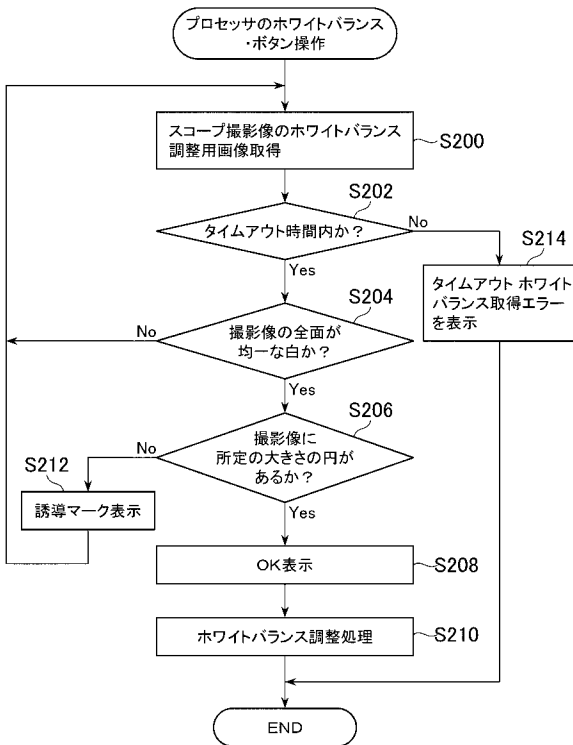 プロセッサのホワイトバランス
・ボタン操作
スコープ撮影像のホワイトバランス
調整用画像取得
S200
S202
タイムアウト時間内か？
No
S214
Yes
タイムアウト ホワイト
バランス取得エラー
を表示
S204
No
撮影像の全面が
均一な白か？
Yes
S206
No
撮影像に
所定の大きさの円が
あるか？
S212
誘導マーク表示
Yes
OK表示
S208
ホワイトバランス調整処理
S210
END